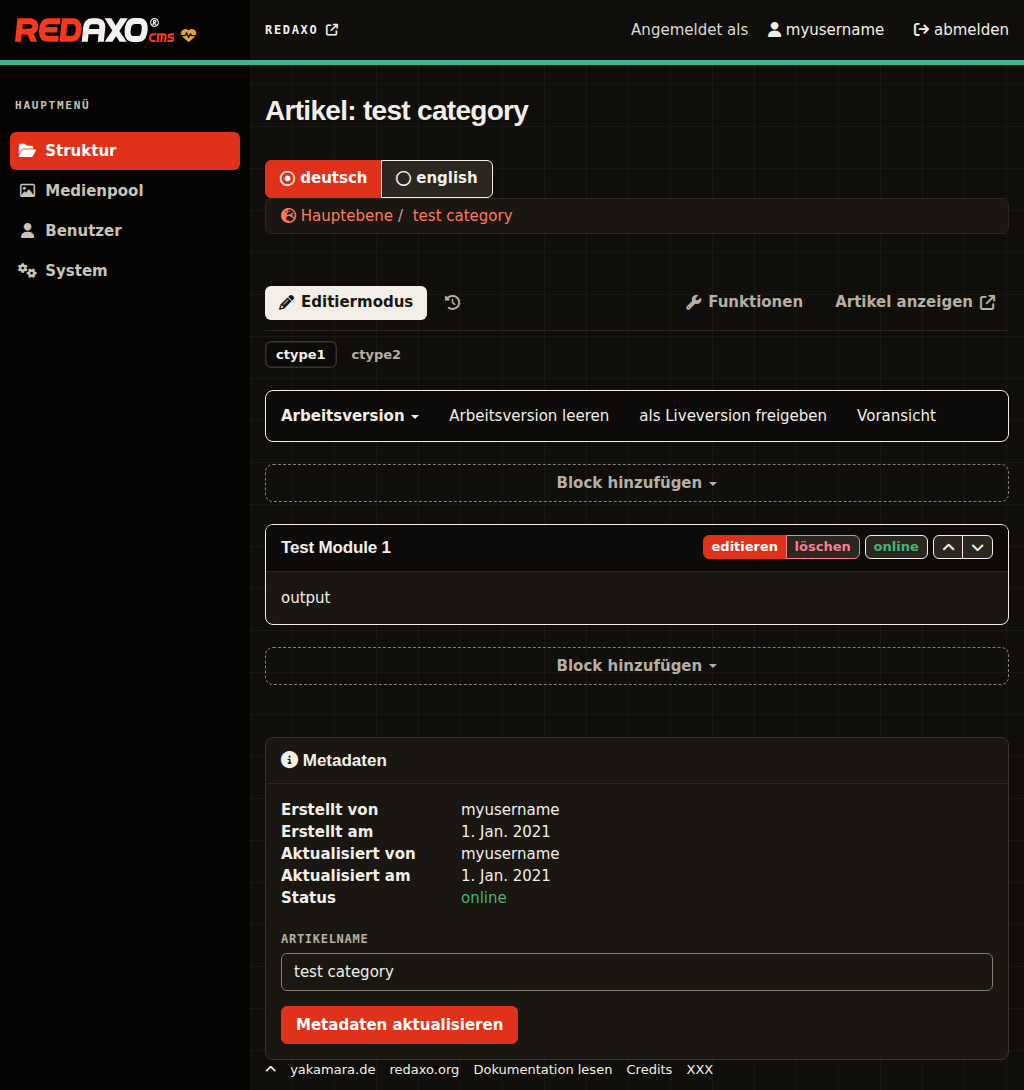 REDAXO® cms
REDAXO
Angemeldet als myusername abmelden
HAUPTMENÜ
Struktur
Medienpool
Benutzer
System
Artikel: test category
deutsch english
Hauptebene / test category
Editiermodus Funktionen Artikel anzeigen
ctype1 ctype2
Arbeitsversion Arbeitsversion leeren als Liveversion freigeben Voransicht
Block hinzufügen
Test Module 1 editieren löschen online
output
Block hinzufügen
Metadaten
Erstellt von myusername
Erstellt am 1. Jan. 2021
Aktualisiert von myusername
Aktualisiert am 1. Jan. 2021
Status online
ARTIKELNAME
test category
Metadaten aktualisieren
yakamara.de redaxo.org Dokumentation lesen Credits XXX